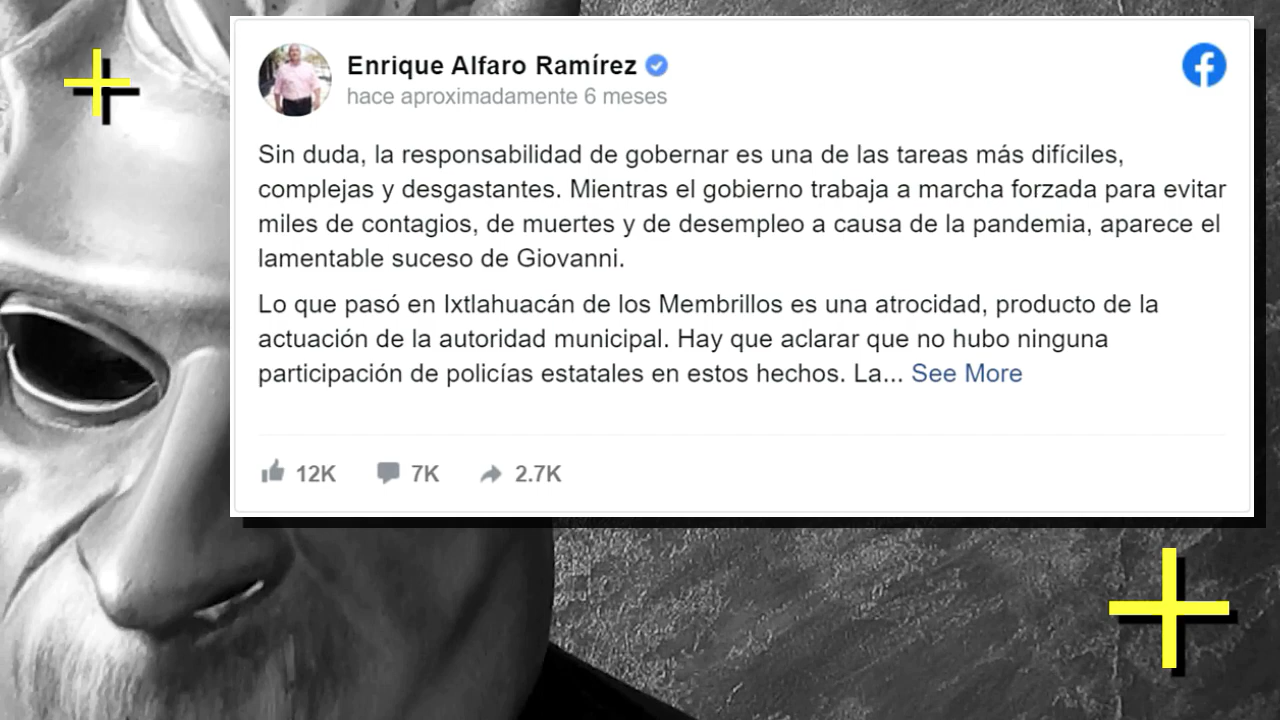 Enrique Alfaro Ramírez
hace aproximadamente 6 meses
Sin duda, la responsabilidad de gobernar es una de las tareas más difíciles,
complejas y desgastantes. Mientras el gobierno trabaja a marcha forzada para evitar
miles de contagios, de muertes y de desempleo a causa de la pandemia, aparece el
lamentable suceso de Giovanni.
Lo que pasó en Ixtlahuacán de los Membrillos es una atrocidad, producto de la
actuación de la autoridad municipal. Hay que aclarar que no hubo ninguna
participación de policías estatales en estos hechos. La... See More
12K 7K 2.7K